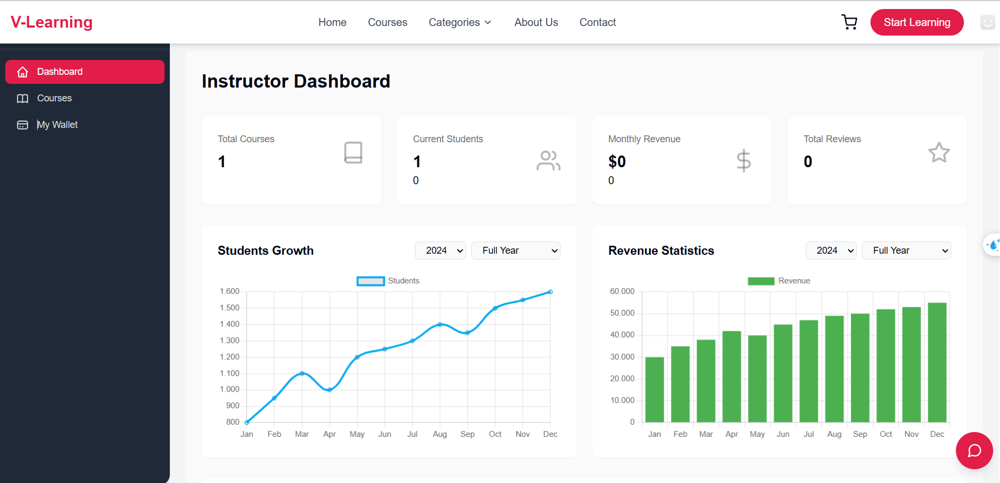 V-Learning
Home Courses Categories About Us Contact
Start Learning
Dashboard
Courses
My Wallet
Instructor Dashboard
Total Courses
1
Current Students
1
0
Monthly Revenue
$0
0
Total Reviews
0
Students Growth
2024 Full Year
Students
1.600
1.500
1.400
1.300
1.200
1.100
1.000
900
800
Jan Feb Mar Apr May Jun Jul Aug Sep Oct Nov Dec
Revenue Statistics
2024 Full Year
Revenue
60.000
50.000
40.000
30.000
20.000
10.000
0
Jan Feb Mar Apr May Jun Jul Aug Sep Oct Nov Dec